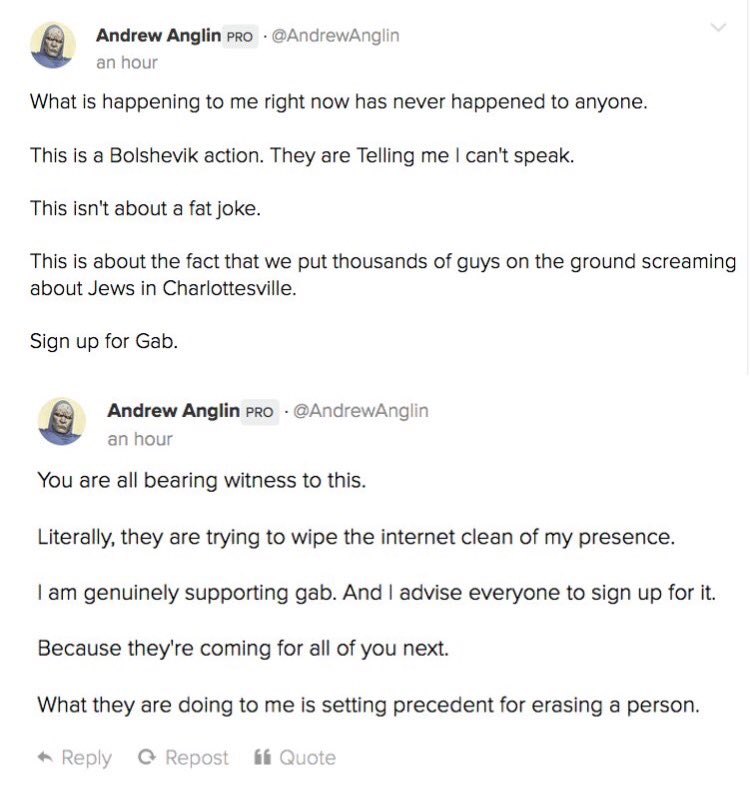 Andrew Anglin PRO · @AndrewAnglin
an hour
What is happening to me right now has never happened to anyone.
This is a Bolshevik action. They are Telling me I can't speak.
This isn't about a fat joke.
This is about the fact that we put thousands of guys on the ground screaming
about Jews in Charlottesville.
Sign up for Gab.
Andrew Anglin PRO · @AndrewAnglin
an hour
You are all bearing witness to this.
Literally, they are trying to wipe the internet clean of my presence.
I am genuinely supporting gab. And I advise everyone to sign up for it.
Because they're coming for all of you next.
What they are doing to me is setting precedent for erasing a person.
Reply Repost Quote